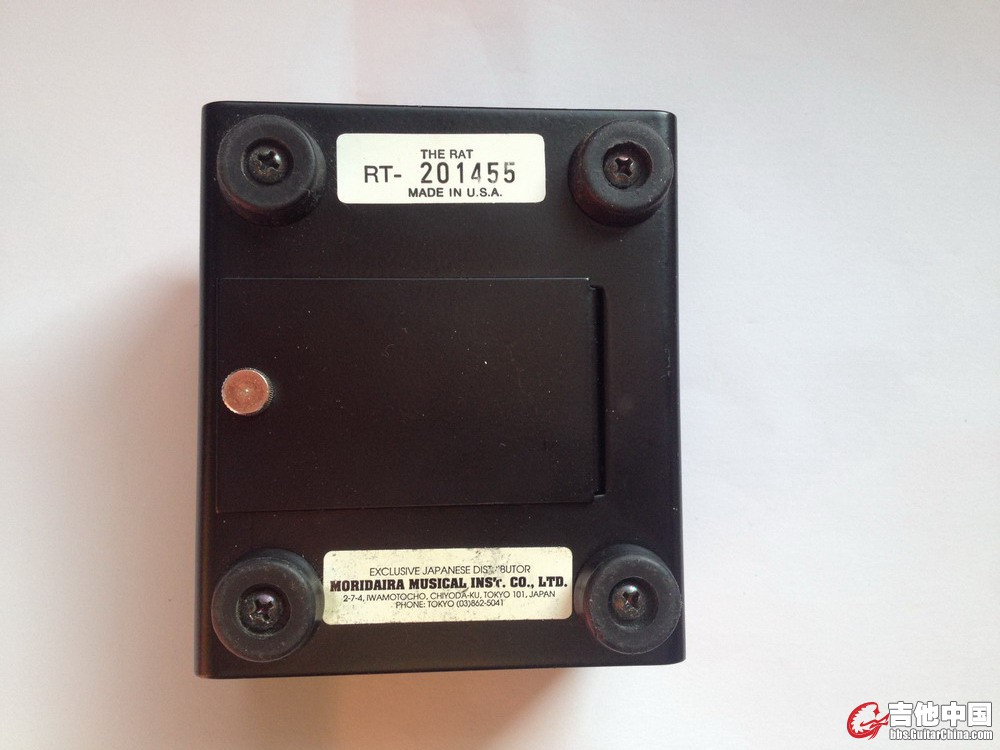 THE RAT
RT- 201455
MADE IN U.S.A.
EXCLUSIVE JAPANESE DISTRIBUTOR
MORIDAIRA MUSICAL INST. CO., LTD.
2-7-4, IWAMOTOCHO, CHIYODA-KU, TOKYO 101, JAPAN
PHONE: TOKYO (03)862-5041
吉他中国
bbs.GuitarChina.com